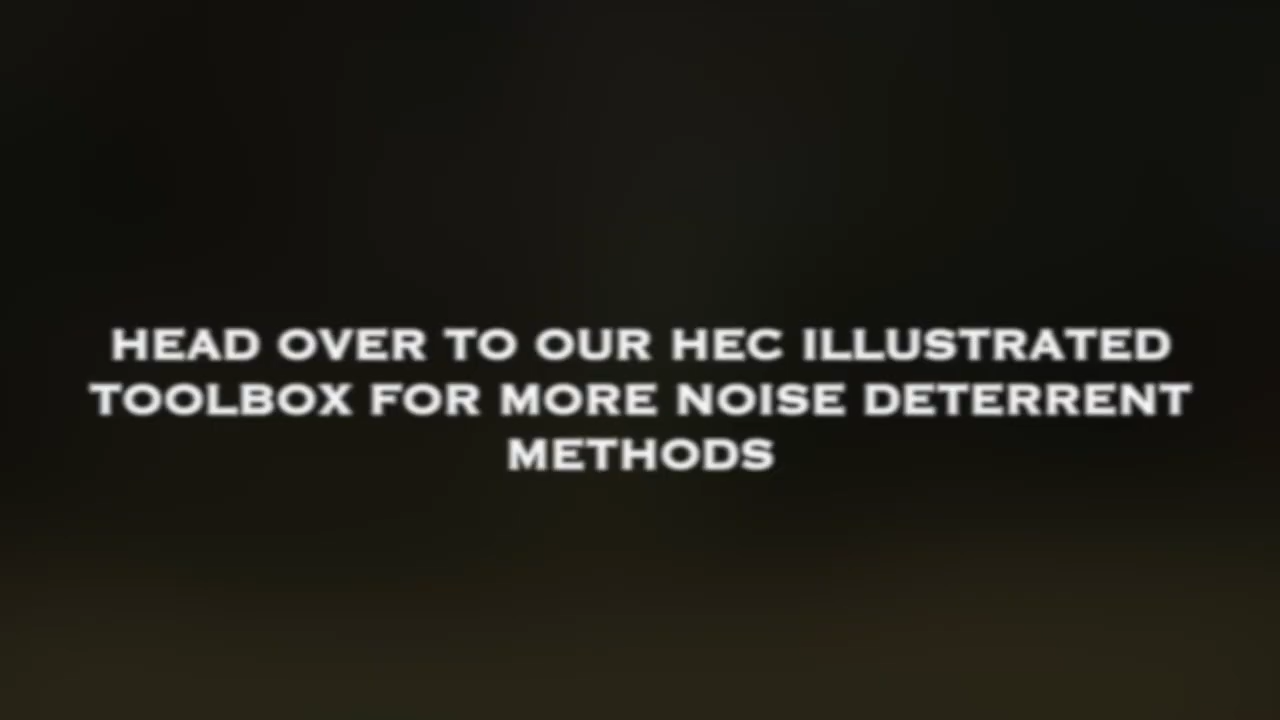 HEAD OVER TO OUR HEC ILLUSTRATED
TOOLBOX FOR MORE NOISE DETERRENT
METHODS